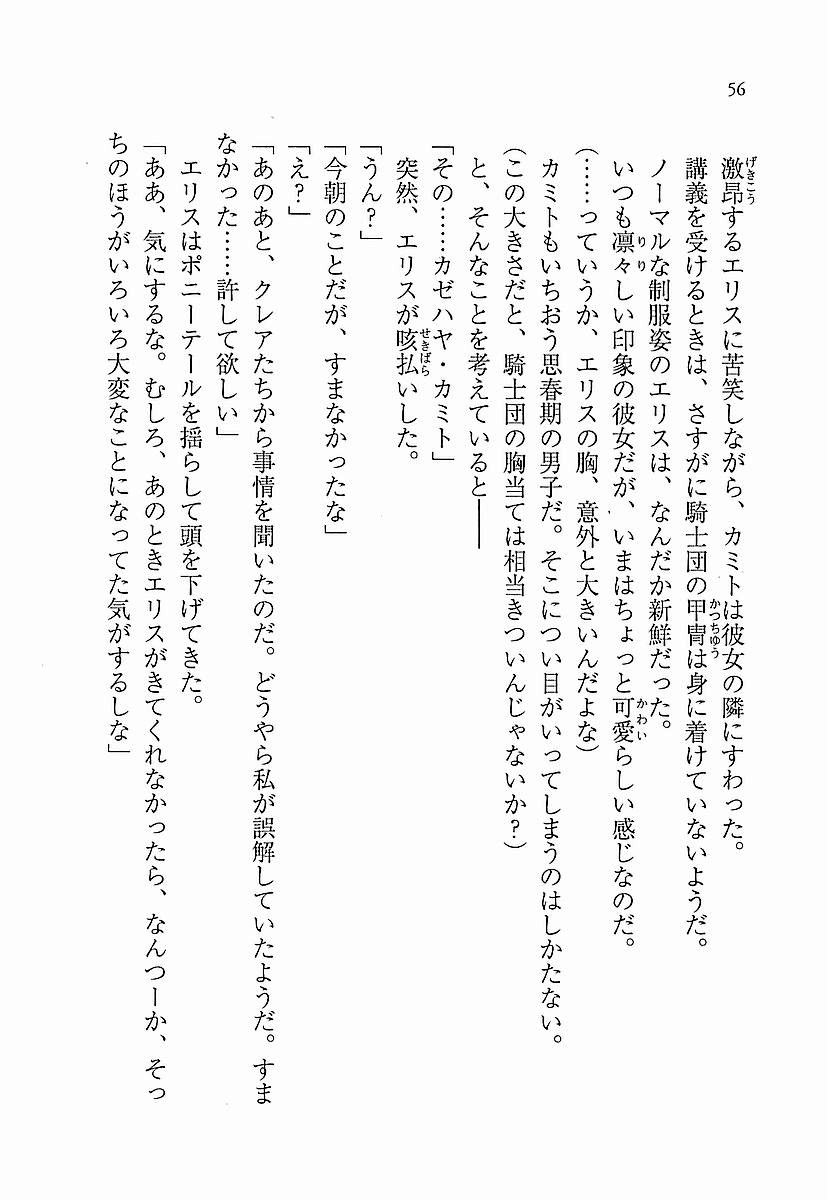 56
激昂するエリスに苦笑しながら、カミトは彼女の隣にすわった。
講義を受けるときは、さすがに騎士団の甲冑は身に着けていないようだ。
ノーマルな制服姿のエリスは、なんだか新鮮だった。
いつも凛々しい印象の彼女だが、いまはちょっと可愛らしい感じなのだ。
(……っていうか、エリスの胸、意外と大きいんだよな)
カミトもいちおう思春期の男子だ。そこについ目がいってしまうのはしかたない。
(この大きさだと、騎士団の胸当ては相当きついんじゃないか?)
と、そんなことを考えていると――
「その……カゼハヤ・カミト」
突然、エリスが咳払いした。
「うん?」
「今朝のことだが、すまなかったな」
「え?」
「あのあと、クレアたちから事情を聞いたのだ。どうやら私が誤解していたようだ。すま
なかった……許して欲しい」
エリスはポニーテールを揺らして頭を下げてきた。
「ああ、気にするな。むしろ、あのときエリスがきてくれなかったら、なんつーか、そっ
ちのほうがいろいろ大変なことになってた気がするしな」